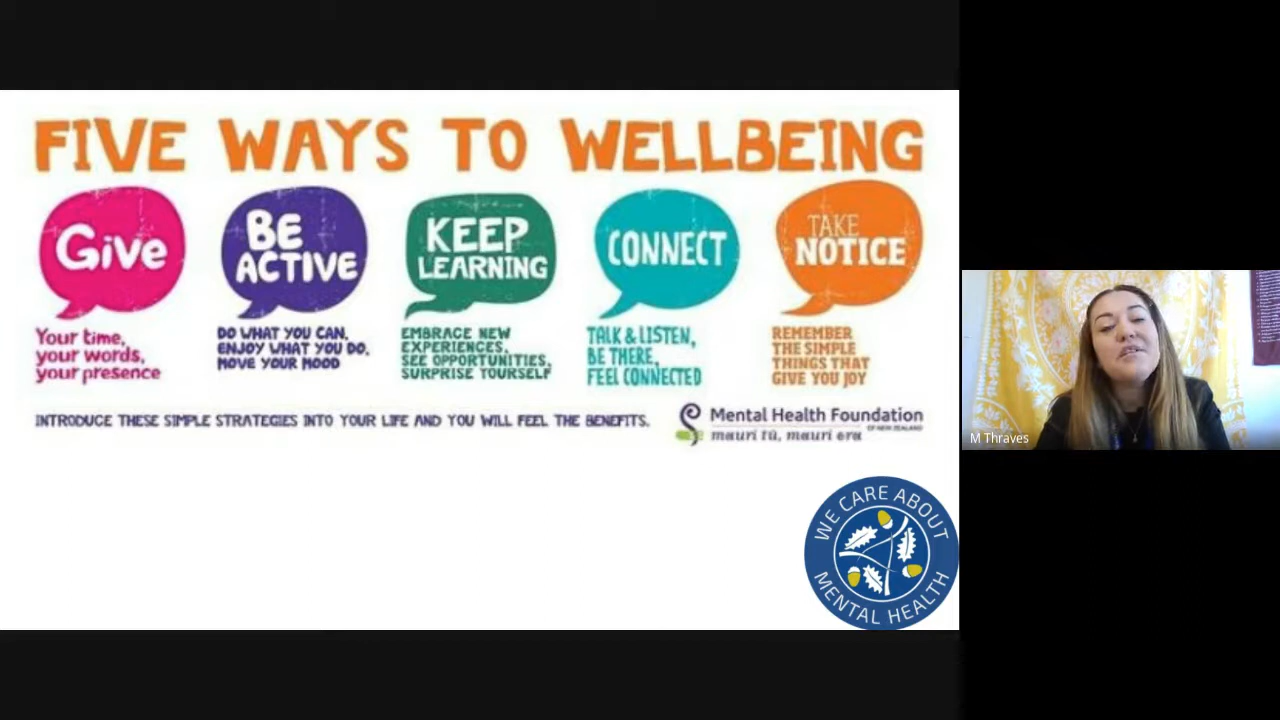 FIVE WAYS TO WELLBEING
Give
Your time,
your words,
your presence
BE
ACTIVE
DO WHAT YOU CAN,
ENJOY WHAT YOU DO,
MOVE YOUR MOOD
KEEP
LEARNING
EMBRACE NEW
EXPERIENCES,
SEE OPPORTUNITIES,
SURPRISE YOURSELF
CONNECT
TALK & LISTEN,
BE THERE,
FEEL CONNECTED
TAKE
NOTICE
REMEMBER
THE SIMPLE
THINGS THAT
GIVE YOU JOY
INTRODUCE THESE SIMPLE STRATEGIES INTO YOUR LIFE AND YOU WILL FEEL THE BENEFITS.
Mental Health Foundation
OF NEW ZEALAND
mauri tū, mauri ora
WE CARE ABOUT
MENTAL HEALTH
M Thraves